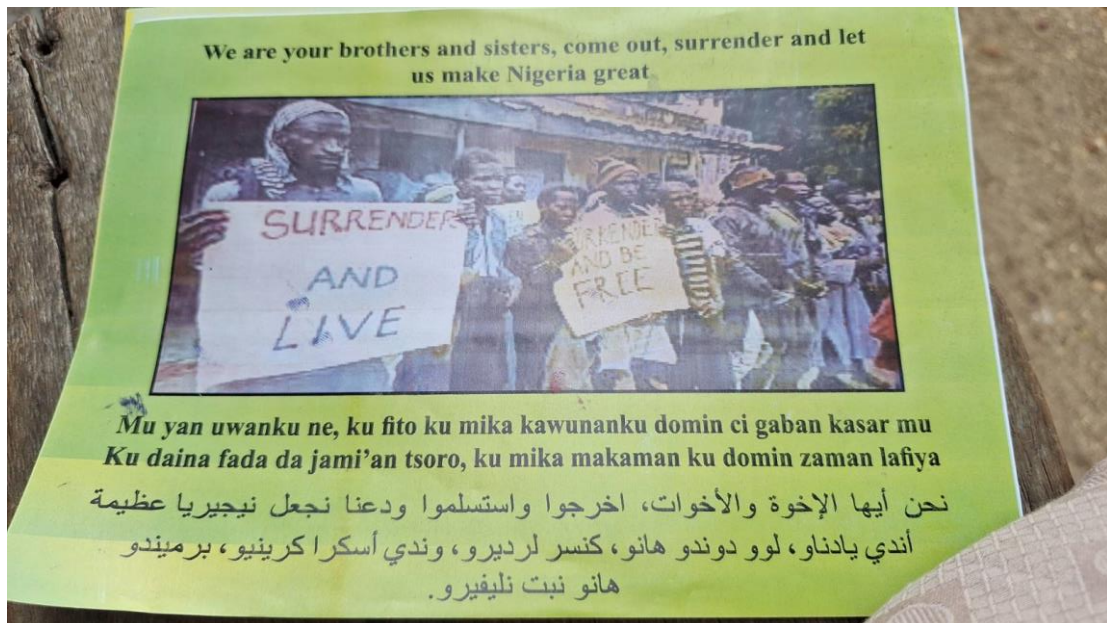 We are your brothers and sisters, come out, surrender and let
us make Nigeria great
SURRENDER
AND
LIVE
SURRENDER
AND BE
FREE
Mu yan uwanku ne, ku fito ku mika kawunanku domin ci gaban kasar mu
Ku daina fada da jami'an tsoro, ku mika makaman ku domin zaman lafiya
نحن أيها الإخوة والأخوات، اخرجوا واستسلموا ودعنا نجعل نيجيريا عظيمة
أندي يادناو، لوو دوندو هانو، كنسر لرديرو، وندي أسكرا كرينيو، برميندو
هانو نبت نليفيرو.